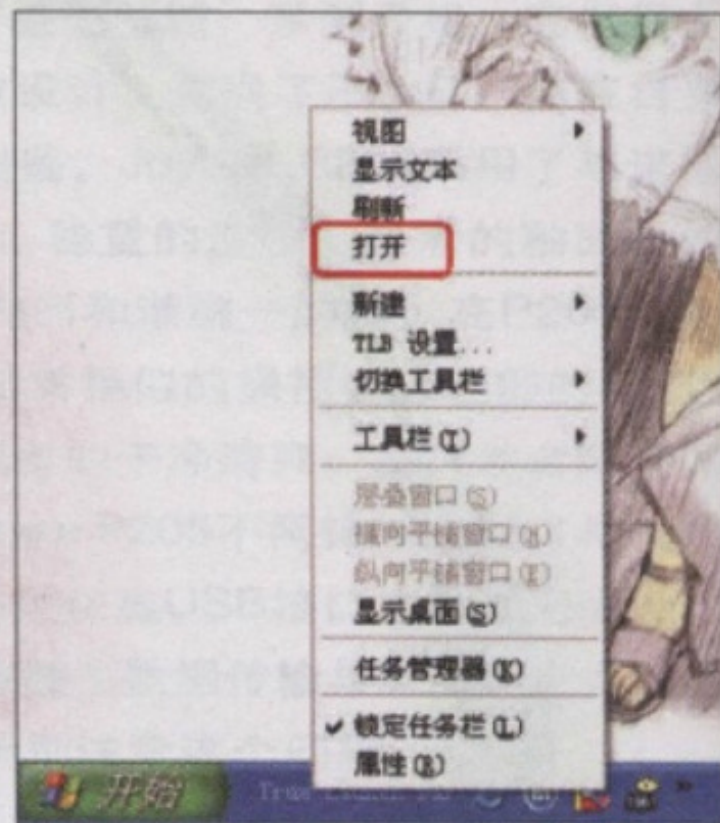 视图
显示文本
刷新
打开
新建
TLB 设置...
切换工具栏
工具栏(T)
层叠窗口(S)
横向平铺窗口(H)
纵向平铺窗口(E)
显示桌面(S)
任务管理器(K)
锁定任务栏(L)
属性(R)
开始